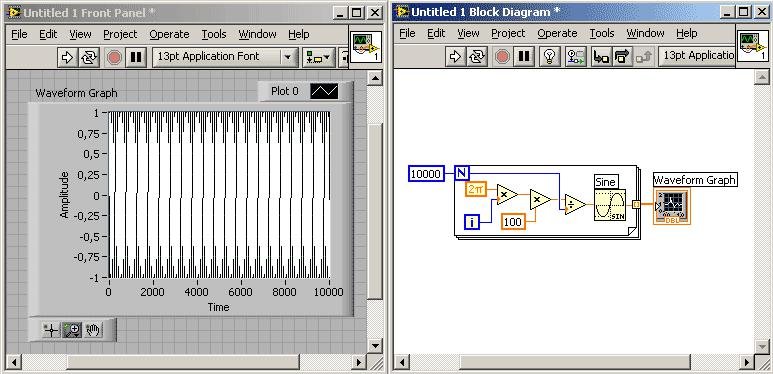 Untitled 1 Front Panel *
File Edit View Project Operate Tools Window Help
13pt Application Font
1
Waveform Graph
Plot 0
Amplitude
1
0,75
0,5
0,25
0
-0,25
-0,5
-0,75
-1
0 2000 4000 6000 8000 10000
Time
Untitled 1 Block Diagram *
File Edit View Project Operate Tools Window Help
13pt Applicatio
1
10000
N
2π
i
100
Sine
SIN
Waveform Graph
DBL